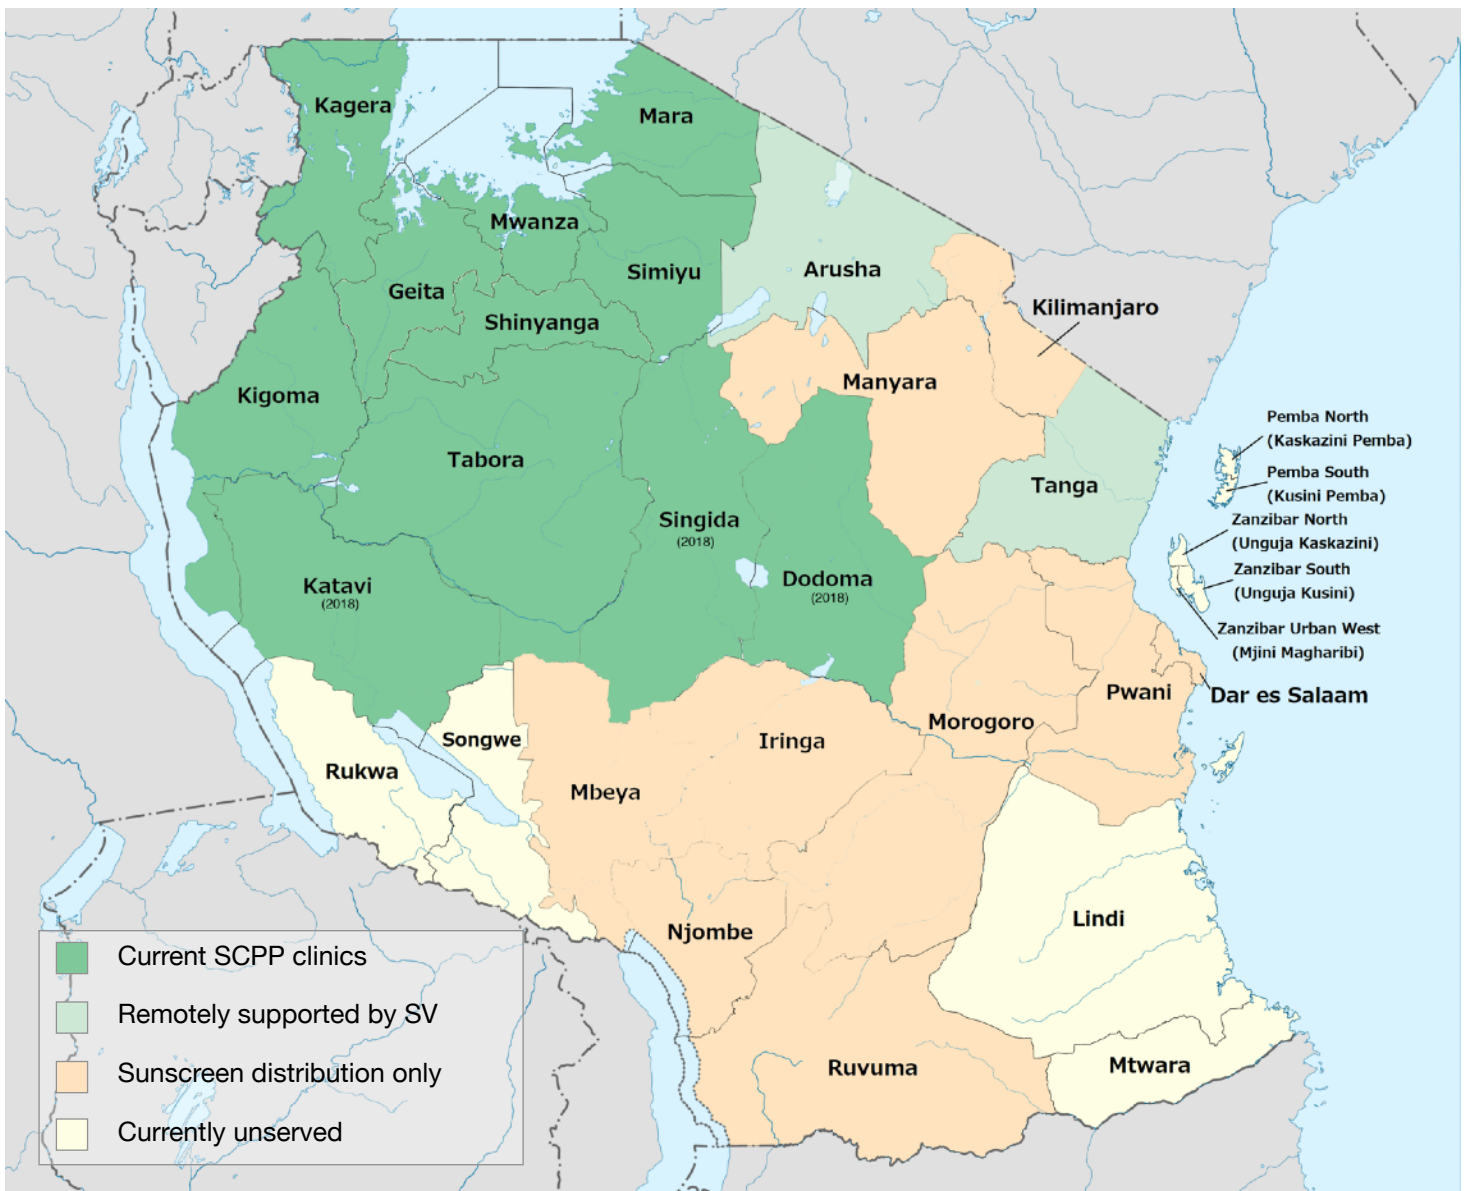 Kagera
Mara
Mwanza
Simiyu
Arusha
Geita
Shinyanga
Kilimanjaro
Kigoma
Manyara
Tabora
Pemba North
(Kaskazini Pemba)
Pemba South
(Kusini Pemba)
Tanga
Singida
(2018)
Zanzibar North
(Unguja Kaskazini)
Katavi
(2018)
Dodoma
(2018)
Zanzibar South
(Unguja Kusini)
Zanzibar Urban West
(Mjini Magharibi)
Pwani
Dar es Salaam
Morogoro
Songwe
Iringa
Rukwa
Mbeya
Lindi
Njombe
Ruvuma
Mtwara
Current SCPP clinics
Remotely supported by SV
Sunscreen distribution only
Currently unserved